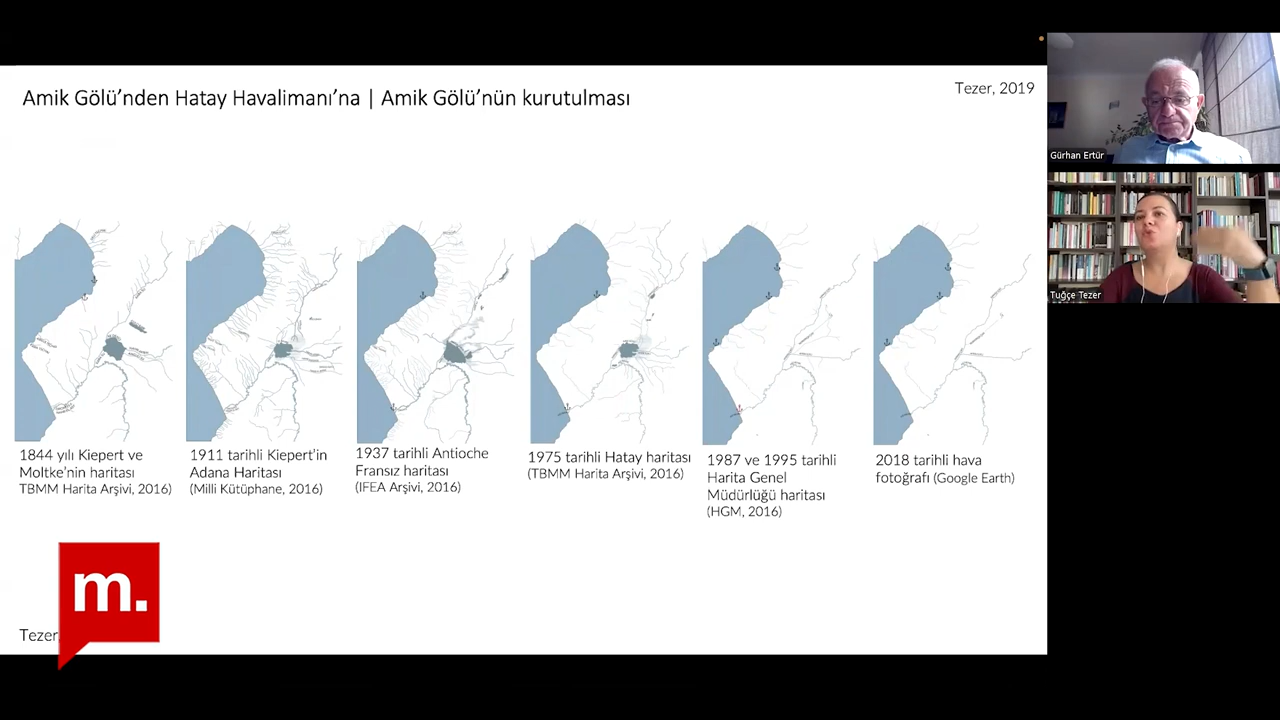 Amik Gölü’nden Hatay Havalimanı’na | Amik Gölü’nün kurutulması
Tezer, 2019
Gürhan Ertür
Tuğçe Tezer
1844 yılı Kiepert ve
Moltke’nin haritası
TBMM Harita Arşivi, 2016)
1911 tarihli Kiepert’in
Adana Haritası
(Milli Kütüphane, 2016)
1937 tarihli Antioche
Fransız haritası
(IFEA Arşivi, 2016)
1975 tarihli Hatay haritası
(TBMM Harita Arşivi, 2016)
1987 ve 1995 tarihli
Harita Genel
Müdürlüğü haritası
(HGM, 2016)
2018 tarihli hava
fotoğrafı (Google Earth)
m.
Tezer,